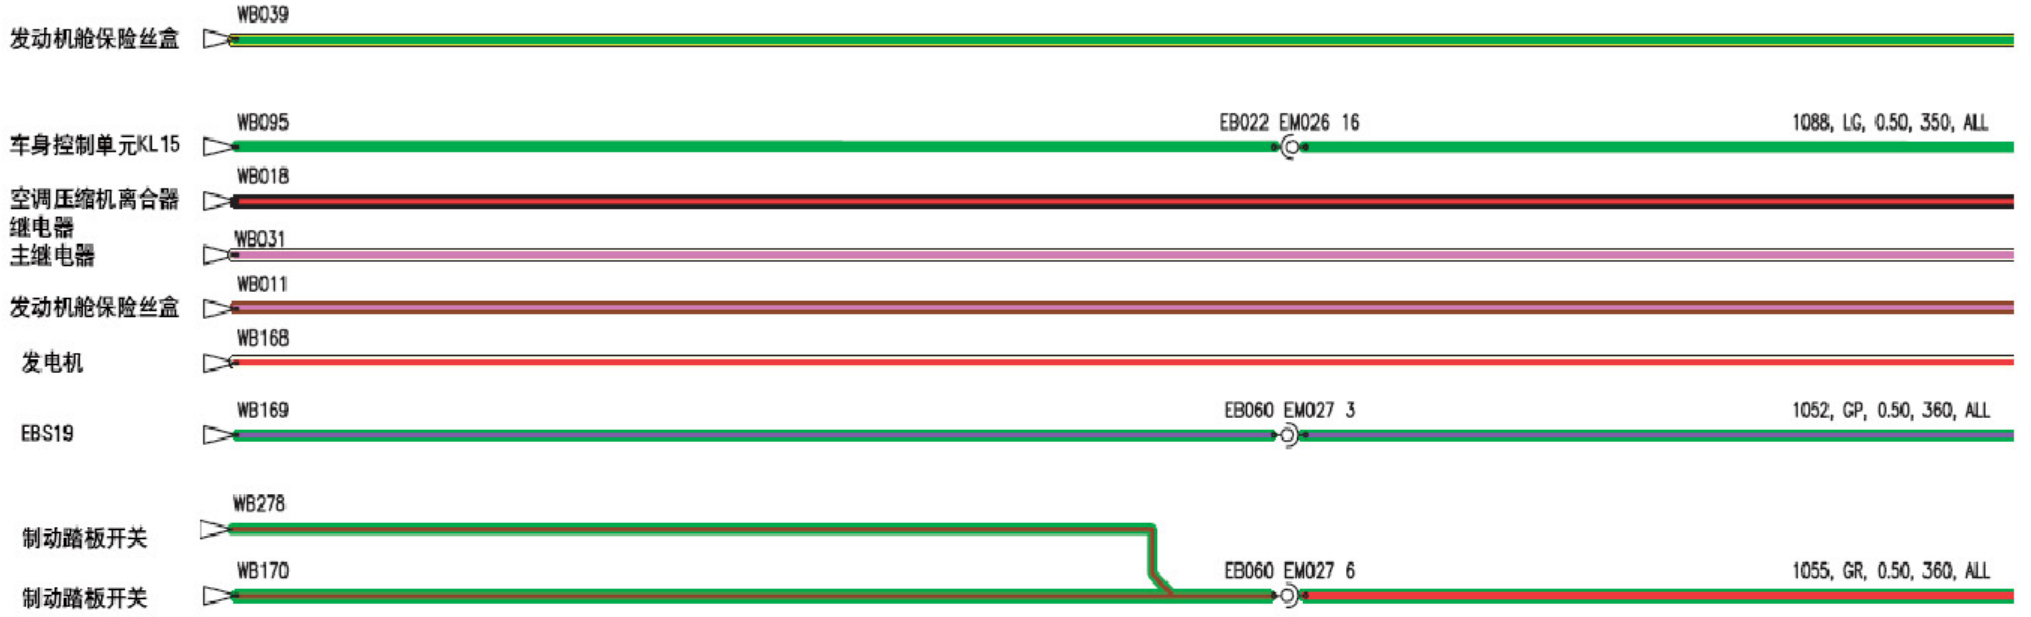 WB039
发动机舱保险丝盒
WB095
EB022 EM026 16
1088, LG, 0.50, 350, ALL
车身控制单元KL15
WB018
空调压缩机离合器
继电器
WB031
主继电器
WB011
发动机舱保险丝盒
WB168
发电机
WB169
EB060 EM027 3
1052, GP, 0.50, 360, ALL
EBS19
WB278
制动踏板开关
WB170
EB060 EM027 6
1055, GR, 0.50, 360, ALL
制动踏板开关